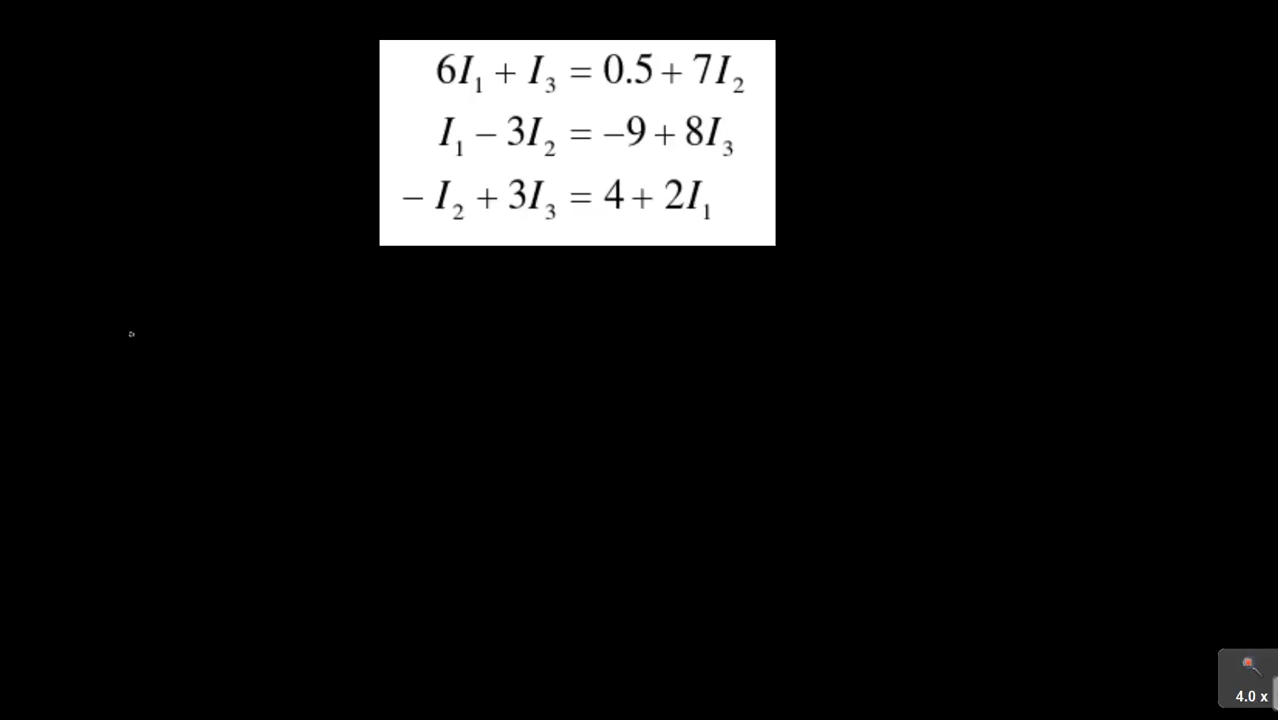 6I₁ + I₃ = 0.5 + 7I₂
I₁ − 3I₂ = −9 + 8I₃
− I₂ + 3I₃ = 4 + 2I₁
4.0 x